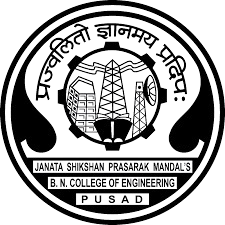 प्रज्वलितो ज्ञानमय प्रदिपः
JANATA SHIKSHAN PRASARAK MANDAL'S
B. N. COLLEGE OF ENGINEERING
PUSAD